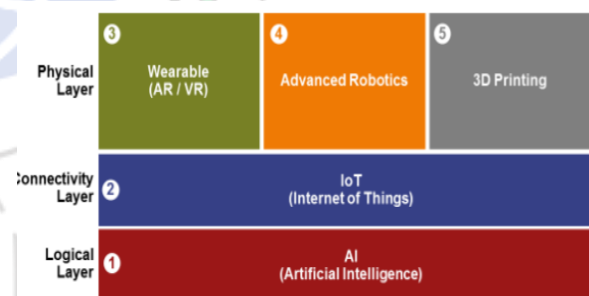 3
4
5
Physical
Layer
Wearable
(AR / VR)
Advanced Robotics
3D Printing
Connectivity
Layer
2
IoT
(Internet of Things)
Logical
Layer
1
AI
(Artificial Intelligence)